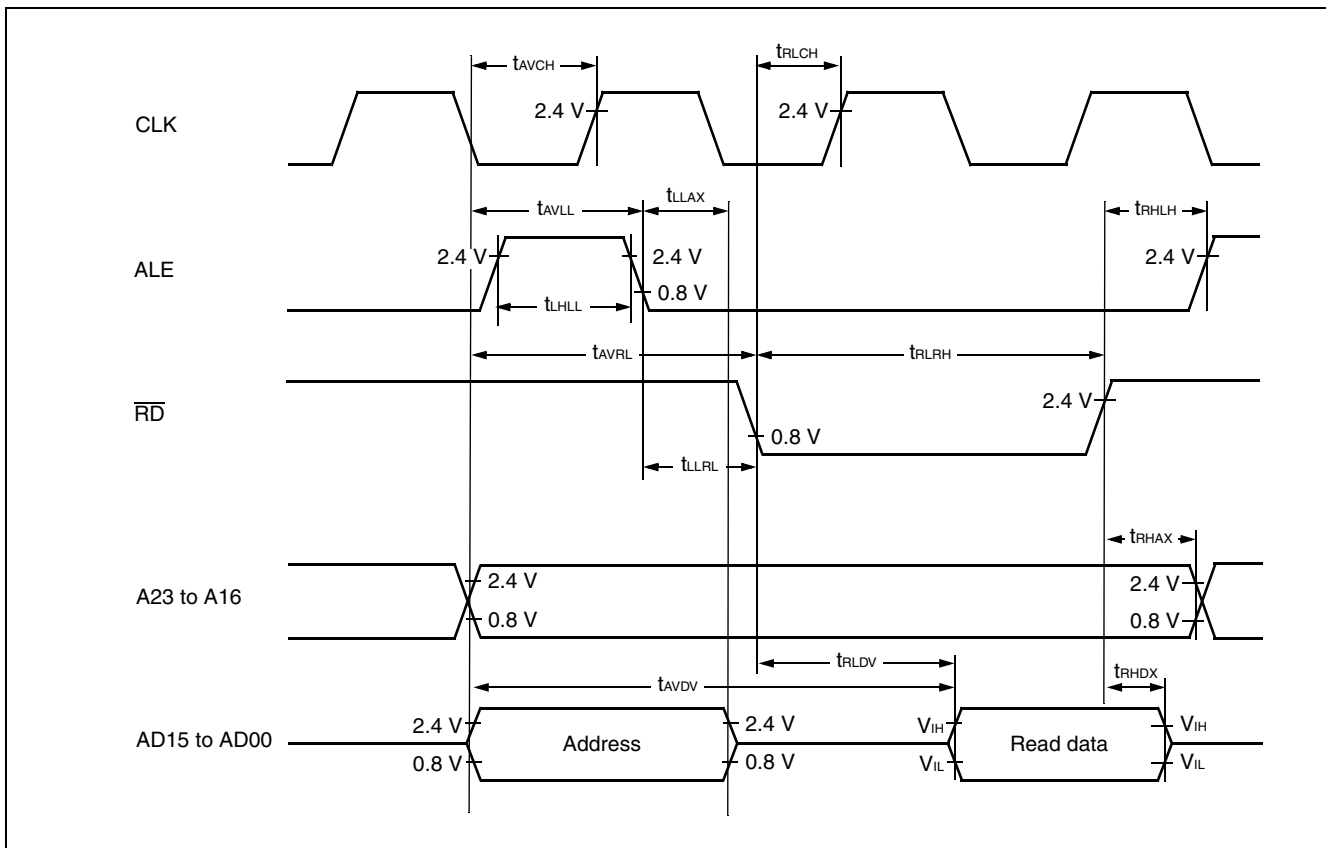 tAVCH
tRLCH
CLK
2.4 V
2.4 V
tAVLL
tLLAX
tRHLH
ALE
2.4 V
2.4 V
2.4 V
0.8 V
tLHLL
tAVRL
tRLRH
RD
2.4 V
0.8 V
tLLRL
tRHAX
A23 to A16
2.4 V
2.4 V
0.8 V
0.8 V
tRLDV
tAVDV
tRHDX
AD15 to AD00
2.4 V
Address
2.4 V
VIH
Read data
VIH
0.8 V
0.8 V
VIL
VIL